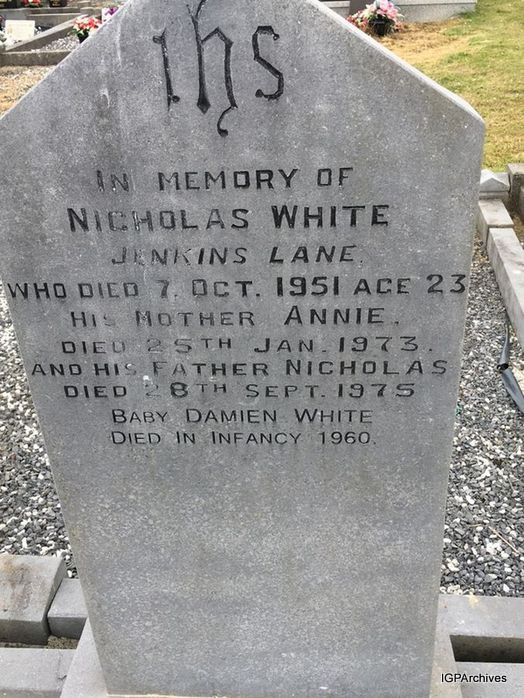 ihs
IN MEMORY OF
NICHOLAS WHITE
JENKINS LANE.
WHO DIED 7. OCT. 1951 AGE 23
HIS MOTHER ANNIE.
DIED 25TH JAN. 1973.
AND HIS FATHER NICHOLAS
DIED 28TH SEPT. 1975
BABY DAMIEN WHITE
DIED IN INFANCY 1960.
IGPArchives